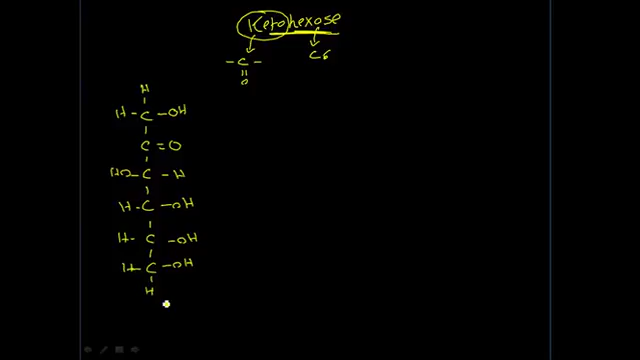 Ketohexose
- C -
C6
||
O
H
H - C - OH
|
C = O
|
HO - C - H
|
H - C - OH
|
H - C - OH
|
H - C - OH
|
H